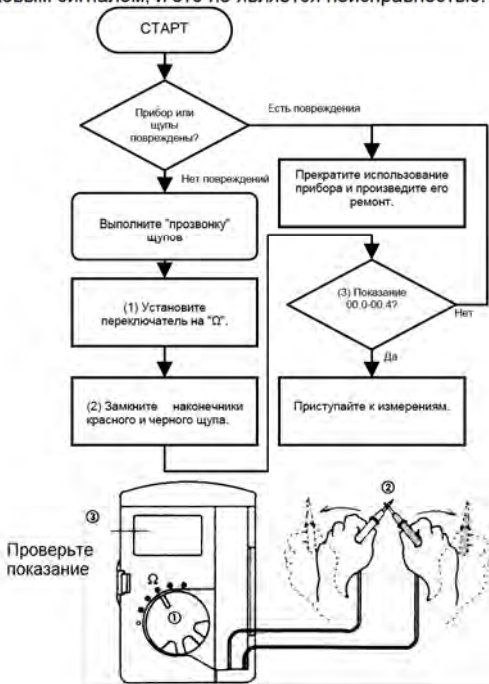 сигналом, и это не является неисправностью.
СТАРТ
Прибор или
щупы
повреждены?
Есть повреждения
Нет повреждений
Прекратите использование
прибора и произведите его
ремонт.
Выполните "прозвонку"
щупов
(1) Установите
переключатель на "Ω".
(2) Замкните наконечники
красного и черного щупа.
(3) Показание
00.0-00.4?
Нет
Да
Приступайте к измерениям.
③
Проверьте
показание
Ω
①
②